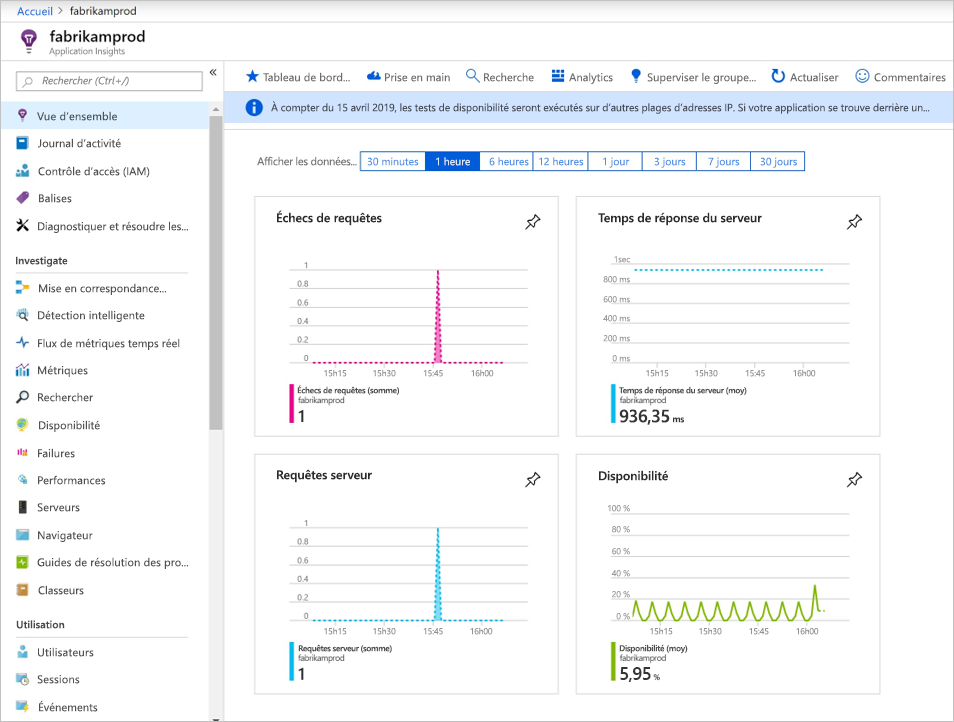 Accueil > fabrikamprod
fabrikamprod
Application Insights
Rechercher (Ctrl+/)
«
Vue d'ensemble
Journal d'activité
Contrôle d'accès (IAM)
Balises
Diagnostiquer et résoudre les...
Investigate
Mise en correspondance...
Détection intelligente
Flux de métriques temps réel
Métriques
Rechercher
Disponibilité
Failures
Performances
Serveurs
Navigateur
Guides de résolution des pro...
Classeurs
Utilisation
Utilisateurs
Sessions
Événements
Tableau de bord... Prise en main Recherche Analytics Superviser le groupe... Actualiser Commentaires
À compter du 15 avril 2019, les tests de disponibilité seront exécutés sur d'autres plages d'adresses IP. Si votre application se trouve derrière un...
Afficher les données... 30 minutes 1 heure 6 heures 12 heures 1 jour 3 jours 7 jours 30 jours
Échecs de requêtes
1
0.8
0.6
0.4
0.2
0
15h15 15h30 15:45 16h00
Échecs de requêtes (somme)
fabrikamprod
1
Temps de réponse du serveur
1sec
800 ms
600 ms
400 ms
200 ms
0 ms
15h15 15h30 15:45 16h00
Temps de réponse du serveur (moy)
fabrikamprod
936,35 ms
Requêtes serveur
1
0.8
0.6
0.4
0.2
0
15h15 15h30 15:45 16h00
Requêtes serveur (somme)
fabrikamprod
1
Disponibilité
100 %
80 %
60 %
40 %
20 %
0 %
15h15 15h30 15:45 16h00
Disponibilité (moy)
fabrikamprod
5,95 %